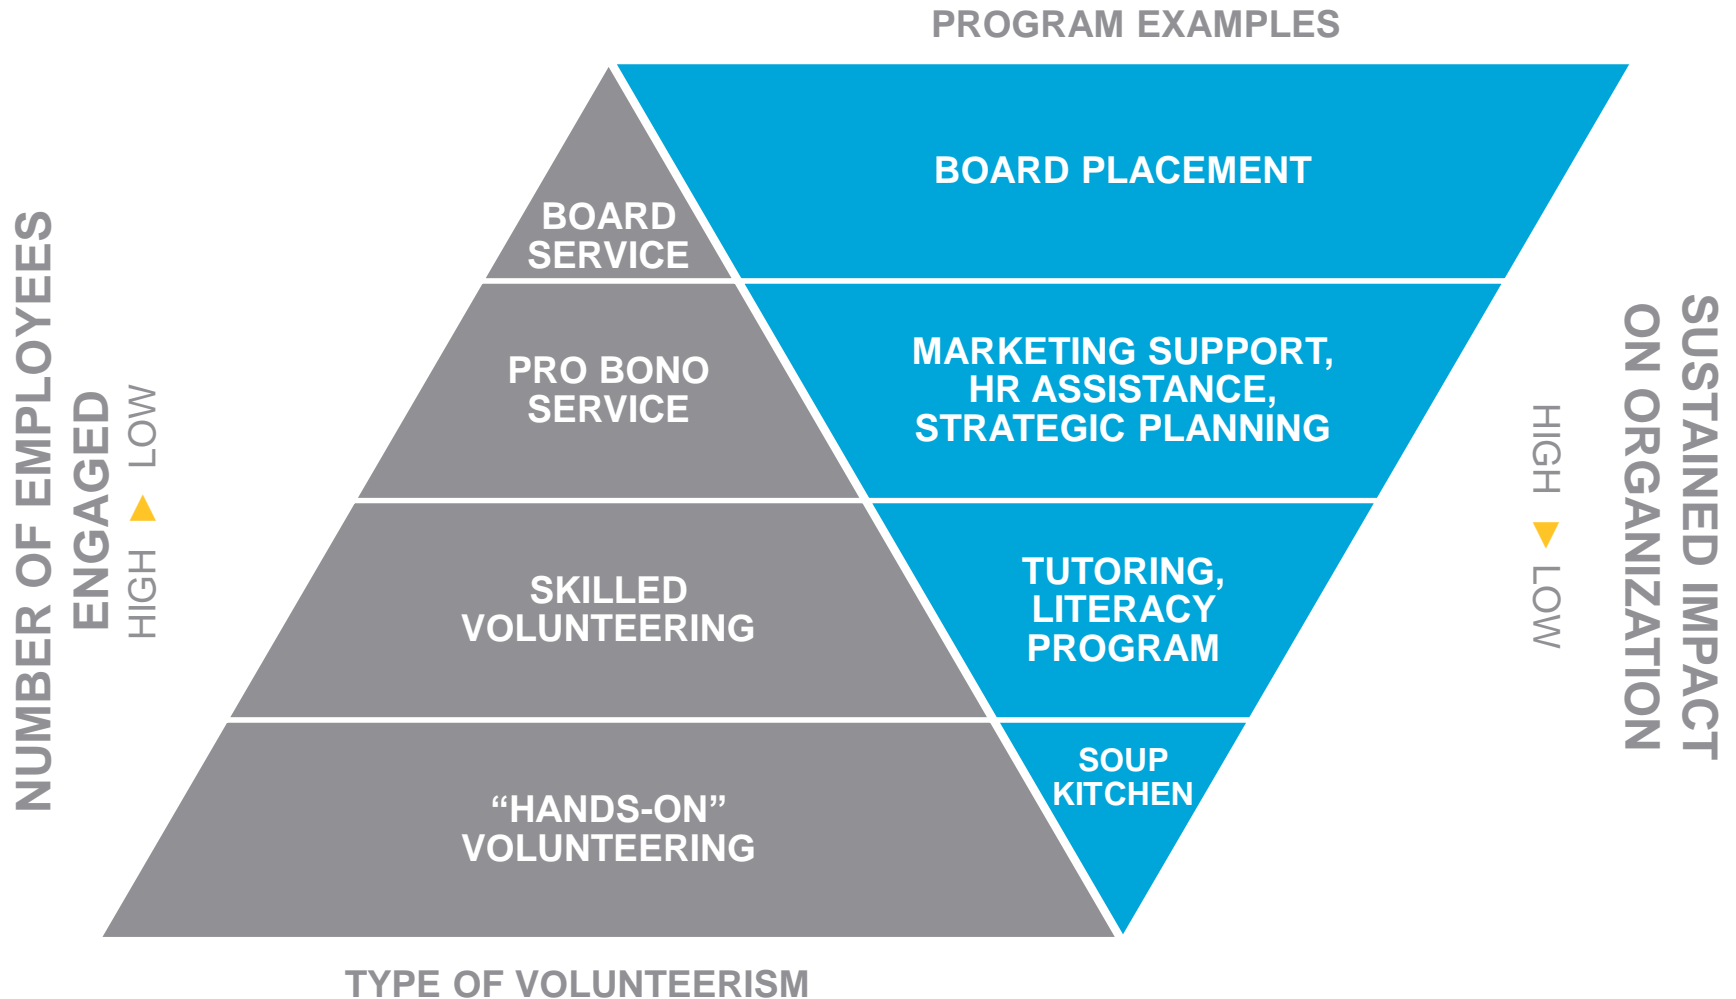 PROGRAM EXAMPLES
NUMBER OF EMPLOYEES
ENGAGED
HIGH ▶ LOW
BOARD
SERVICE
BOARD PLACEMENT
PRO BONO
SERVICE
MARKETING SUPPORT,
HR ASSISTANCE,
STRATEGIC PLANNING
SKILLED
VOLUNTEERING
TUTORING,
LITERACY
PROGRAM
“HANDS-ON”
VOLUNTEERING
SOUP
KITCHEN
SUSTAINED IMPACT
ON ORGANIZATION
HIGH ▶ LOW
TYPE OF VOLUNTEERISM